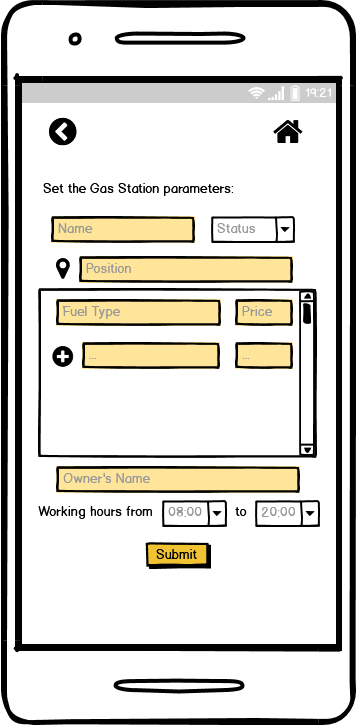 19:21
Set the Gas Station parameters:
Name Status
Position
Fuel Type Price
... ...
Owner's Name
Working hours from 08:00 to 20:00
Submit